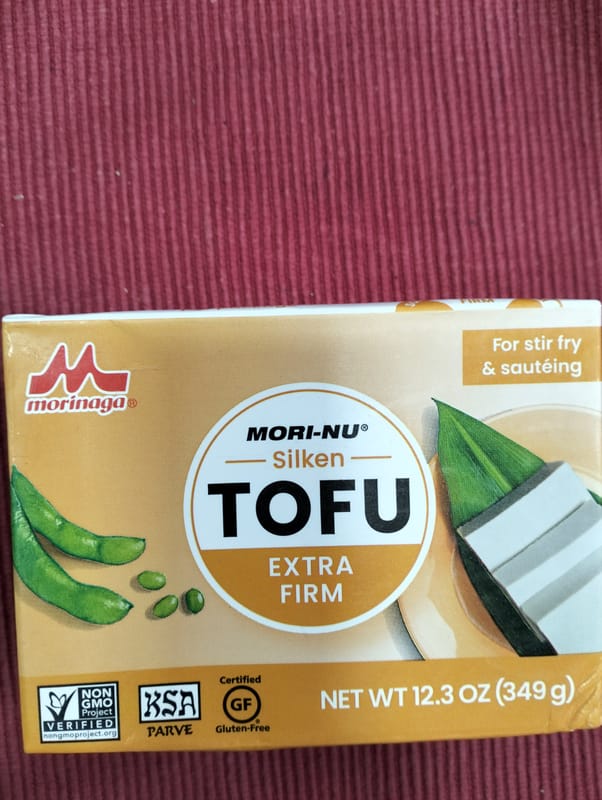 FIRM
For stir fry
& sautéing
morinaga®
MORI-NU®
Silken
TOFU
EXTRA
FIRM
NON
GMO
Project
VERIFIED
nongmoproject.org
KSA
PARVE
Certified
GF®
Gluten-Free
NET WT 12.3 OZ (349 g)